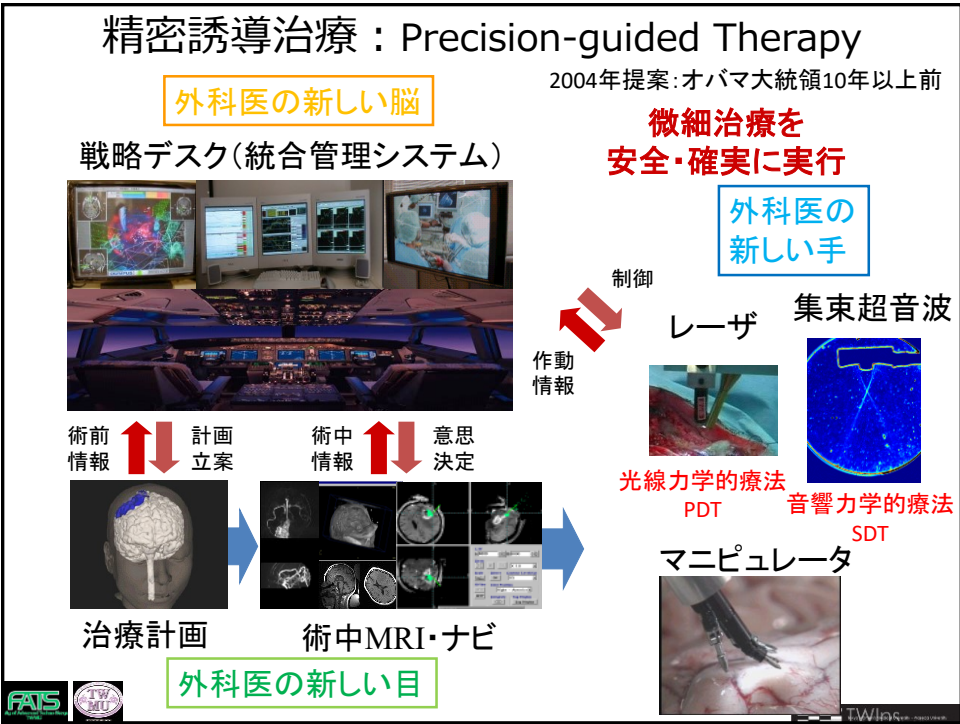 精密誘導治療：Precision-guided Therapy
2004年提案：オバマ大統領10年以上前
外科医の新しい脳
戦略デスク（統合管理システム）
微細治療を
安全・確実に実行
外科医の
新しい手
制御
作動
情報
レーザ
集束超音波
術前
情報
計画
立案
術中
情報
意思
決定
光線力学的療法
PDT
音響力学的療法
SDT
マニピュレータ
治療計画
術中MRI・ナビ
外科医の新しい目
FATS
TW
MU
TWIns